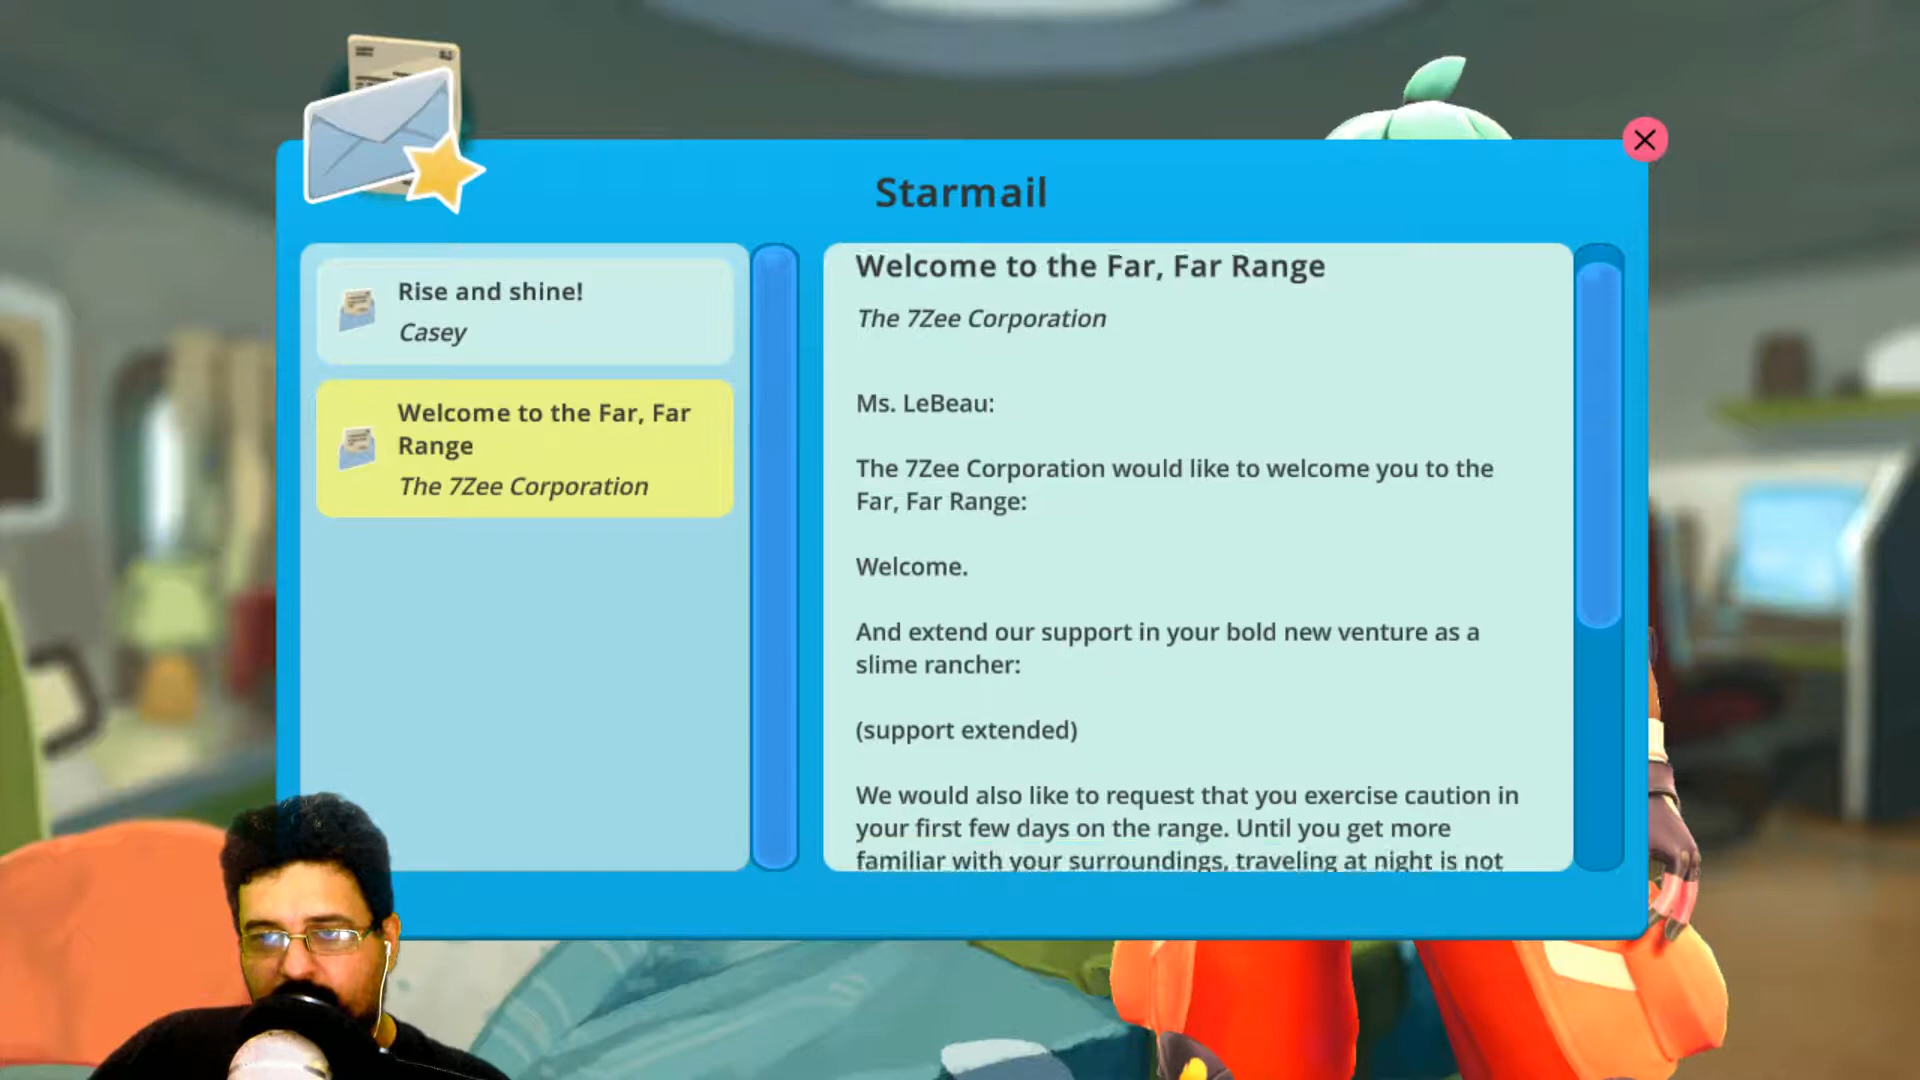 Starmail
Rise and shine!
Casey
Welcome to the Far, Far
Range
The 7Zee Corporation
Welcome to the Far, Far Range
The 7Zee Corporation
Ms. LeBeau:
The 7Zee Corporation would like to welcome you to the
Far, Far Range:
Welcome.
And extend our support in your bold new venture as a
slime rancher:
(support extended)
We would also like to request that you exercise caution in
your first few days on the range. Until you get more
familiar with your surroundings, traveling at night is not